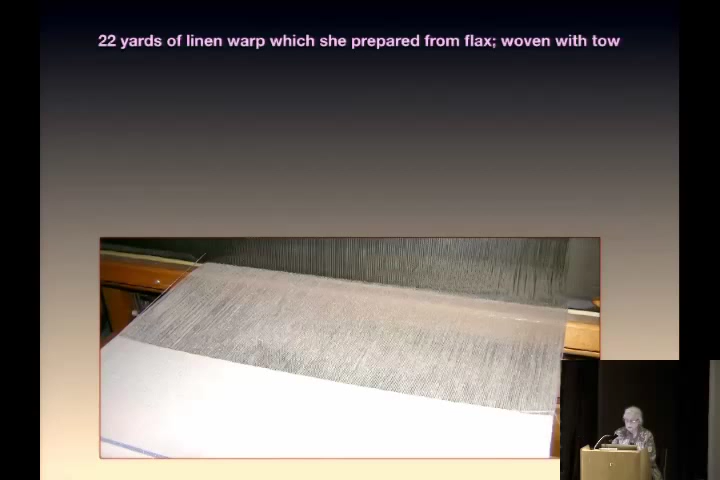 22 yards of linen warp which she prepared from flax; woven with tow